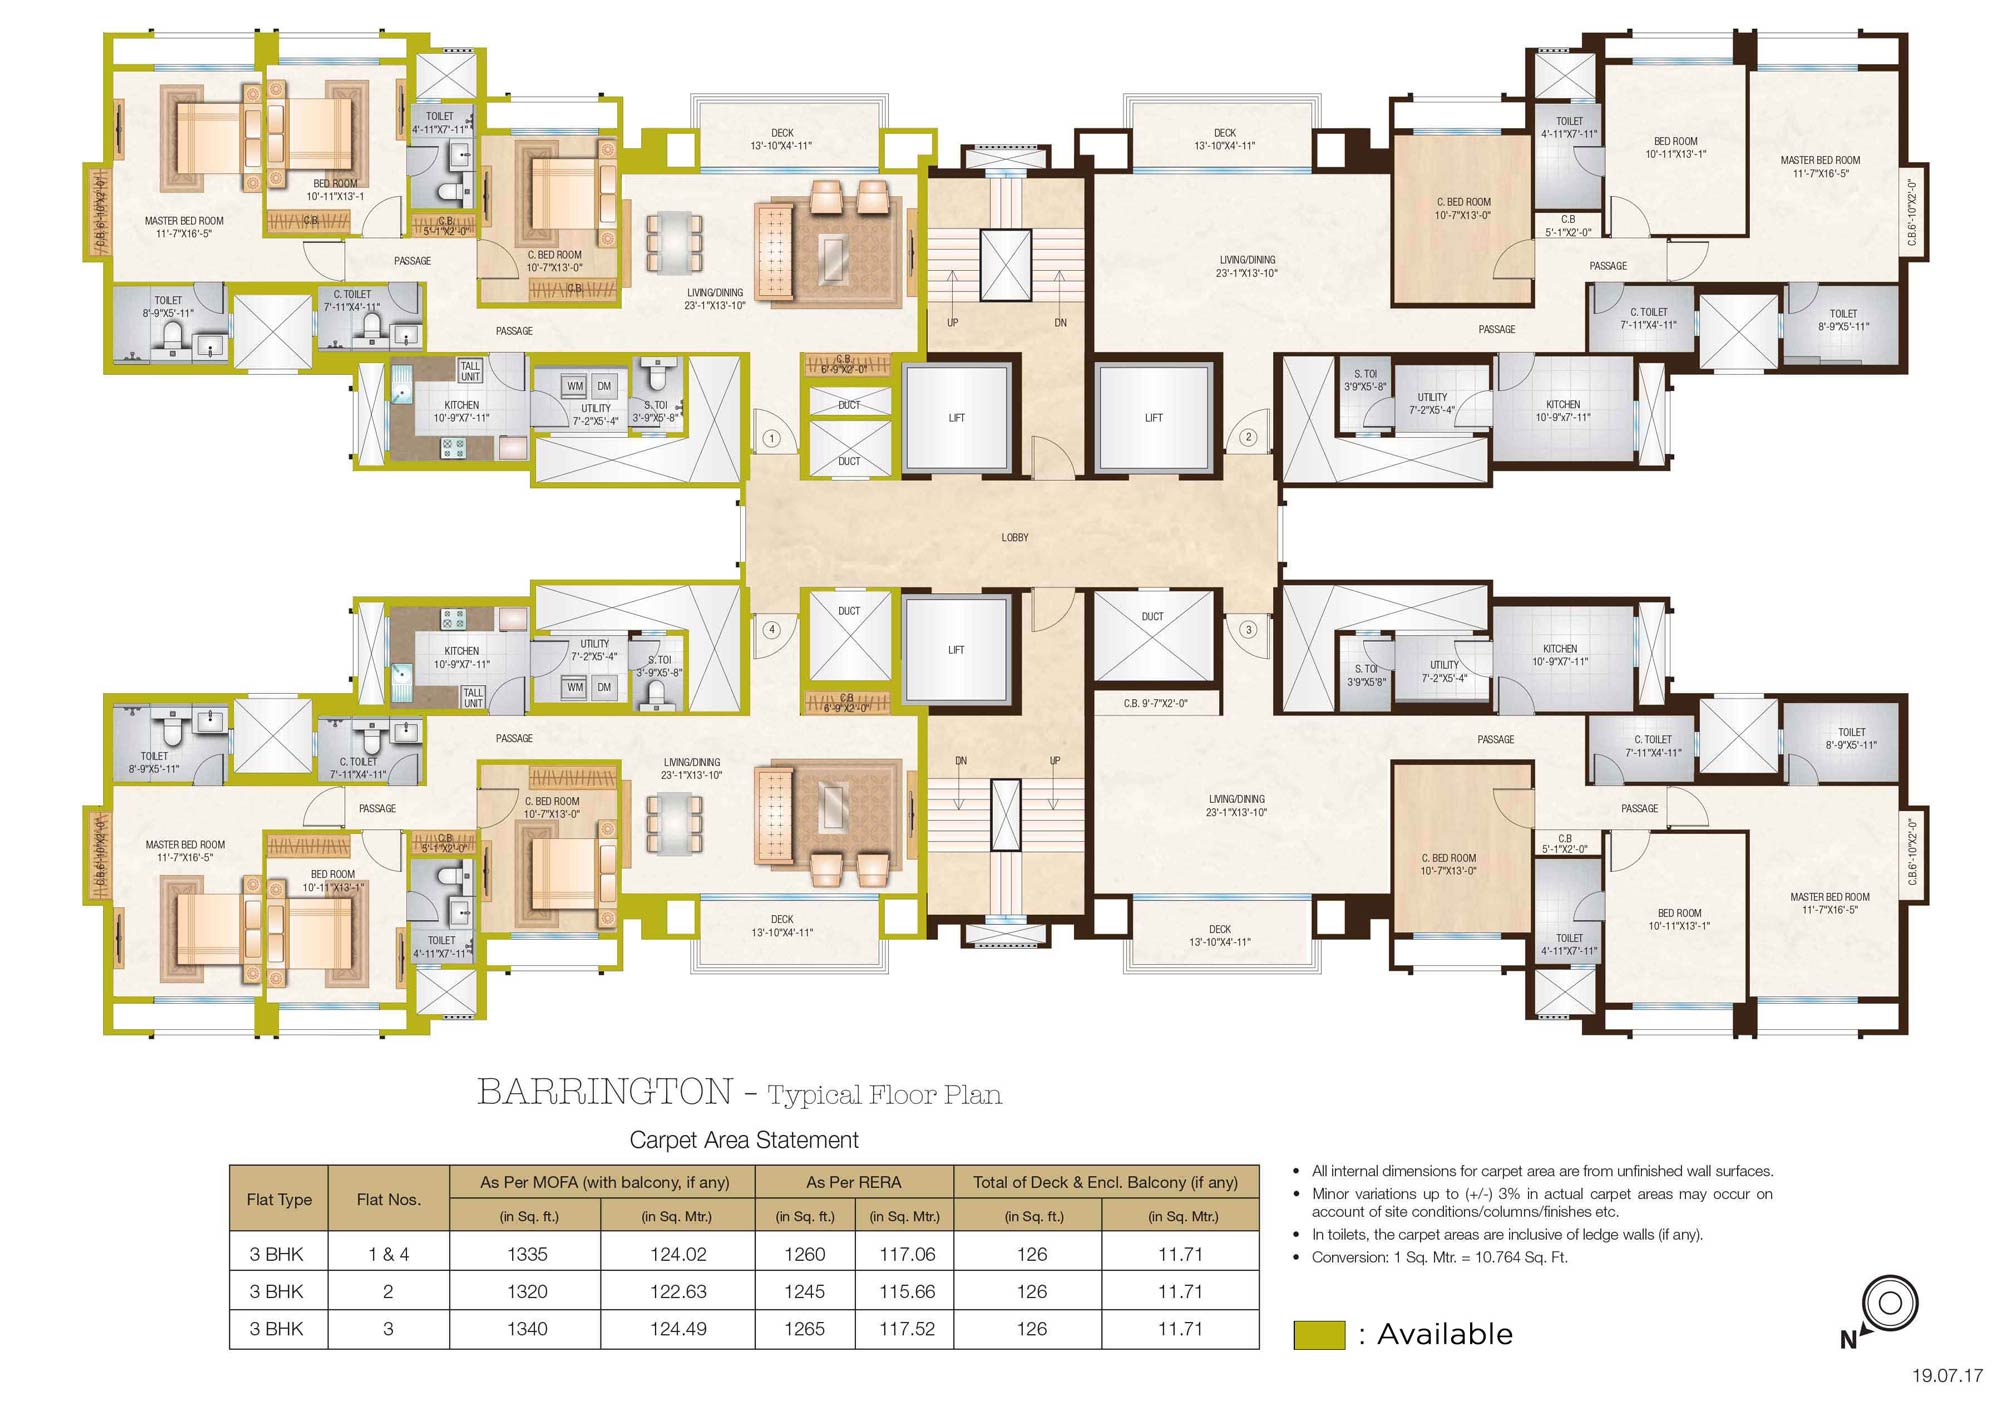 MASTER BED ROOM
11'-7"X16'-5"
C.B.6'-10"X2'-0"
BED ROOM
10'-11"X13'-1
C.B.
TOILET
4'-11"X7'-11"
C.B
5'-1"X2'-0"
C. BED ROOM
10'-7"X13'-0"
C.B.
PASSAGE
TOILET
8'-9"X5'-11"
C. TOILET
7'-11"X4'-11"
PASSAGE
DECK
13'-10"X4'-11"
LIVING/DINING
23'-1"X13'-10"
C.B.
6'-9"X2'-0"
DUCT
DUCT
TALL
UNIT
KITCHEN
10'-9"X7'-11"
WM
DM
UTILITY
7'-2"X5'-4"
S. TOI
3'-9"X5'-8"
1
UP
DN
LIFT
LIFT
DECK
13'-10"X4'-11"
LIVING/DINING
23'-1"X13'-10"
C. BED ROOM
10'-7"X13'-0"
TOILET
4'-11"X7'-11"
C.B
5'-1"X2'-0"
BED ROOM
10'-11"X13'-1"
MASTER BED ROOM
11'-7"X16'-5"
C.B.6'-10"X2'-0"
PASSAGE
PASSAGE
C. TOILET
7'-11"X4'-11"
TOILET
8'-9"X5'-11"
2
S. TOI
3'9"X5'-8"
UTILITY
7'-2"X5'-4"
KITCHEN
10'-9"x7'-11"
LOBBY
KITCHEN
10'-9"X7'-11"
TALL
UNIT
UTILITY
7'-2"X5'-4"
WM
DM
S. TOI
3'-9"X5'-8"
4
DUCT
C.B
6'-9"X2'-0"
LIFT
DUCT
3
C.B. 9'-7"X2'-0"
S. TOI
3'9"X5'8"
UTILITY
7'-2"X5'-4"
KITCHEN
10'-9"X7'-11"
TOILET
8'-9"X5'-11"
C. TOILET
7'-11"X4'-11"
PASSAGE
PASSAGE
C.B.6'-10"X2'-0"
MASTER BED ROOM
11'-7"X16'-5"
BED ROOM
10'-11"X13'-1"
C.B
5'-1"X2'-0"
TOILET
4'-11"X7'-11"
C. BED ROOM
10'-7"X13'-0"
LIVING/DINING
23'-1"X13'-10"
DECK
13'-10"X4'-11"
DN
UP
LIVING/DINING
23'-1"X13'-10"
DECK
13'-10"X4'-11"
PASSAGE
PASSAGE
C. TOILET
7'-11"X4'-11"
TOILET
8'-9"X5'-11"
C. BED ROOM
10'-7"X13'-0"
C.B
5'-1"X2'-0"
TOILET
4'-11"X7'-11"
BED ROOM
10'-11"X13'-1"
MASTER BED ROOM
11'-7"X16'-5"
C.B.6'-10"X2'-0"
BARRINGTON - Typical Floor Plan
Carpet Area Statement
Flat Type Flat Nos. As Per MOFA (with balcony, if any) As Per RERA Total of Deck & Encl. Balcony (if any)
(in Sq. ft.) (in Sq. Mtr.) (in Sq. ft.) (in Sq. Mtr.) (in Sq. ft.) (in Sq. Mtr.)
3 BHK 1 & 4 1335 124.02 1260 117.06 126 11.71
3 BHK 2 1320 122.63 1245 115.66 126 11.71
3 BHK 3 1340 124.49 1265 117.52 126 11.71
• All internal dimensions for carpet area are from unfinished wall surfaces.
• Minor variations up to (+/-) 3% in actual carpet areas may occur on
account of site conditions/columns/finishes etc.
• In toilets, the carpet areas are inclusive of ledge walls (if any).
• Conversion: 1 Sq. Mtr. = 10.764 Sq. Ft.
: Available
N
19.07.17